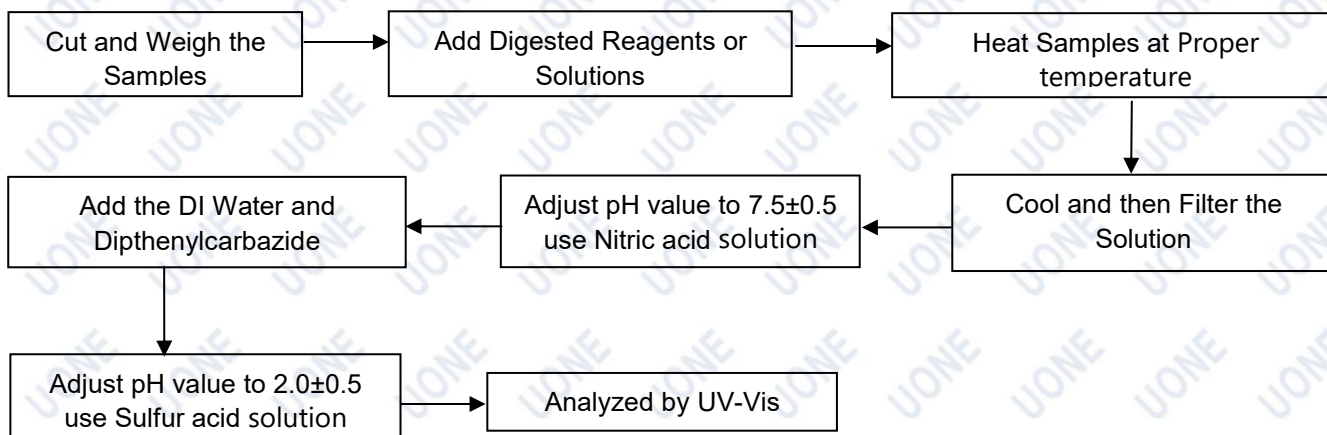 Cut and Weigh the
Samples
Add Digested Reagents or
Solutions
Heat Samples at Proper
temperature
Cool and then Filter the
Solution
Adjust pH value to 7.5±0.5
use Nitric acid solution
Add the DI Water and
Dipthenylcarbazide
Adjust pH value to 2.0±0.5
use Sulfur acid solution
Analyzed by UV-Vis
UONE